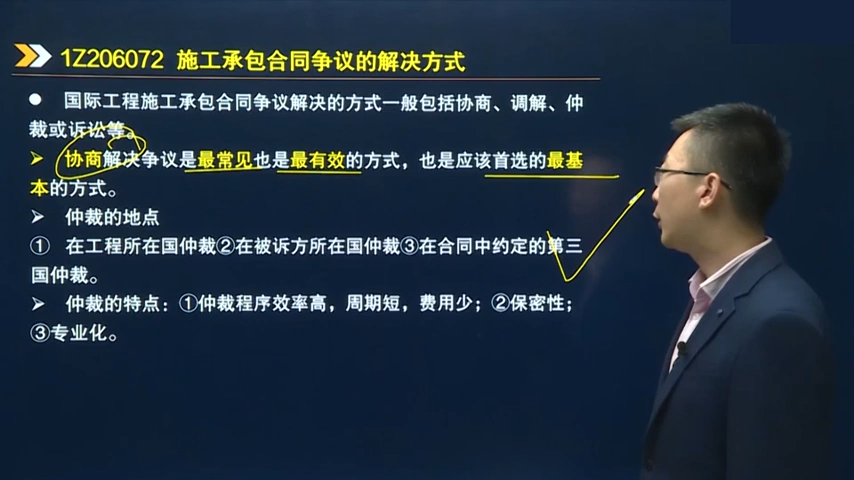 1Z206072 施工承包合同争议的解决方式
国际工程施工承包合同争议解决的方式一般包括协商、调解、仲
裁或诉讼等。
协商解决争议是最常见也是最有效的方式，也是应该首选的最基
本的方式。
仲裁的地点
① 在工程所在国仲裁②在被诉方所在国仲裁③在合同中约定的第三
国仲裁。
仲裁的特点：①仲裁程序效率高，周期短，费用少；②保密性；
③专业化。